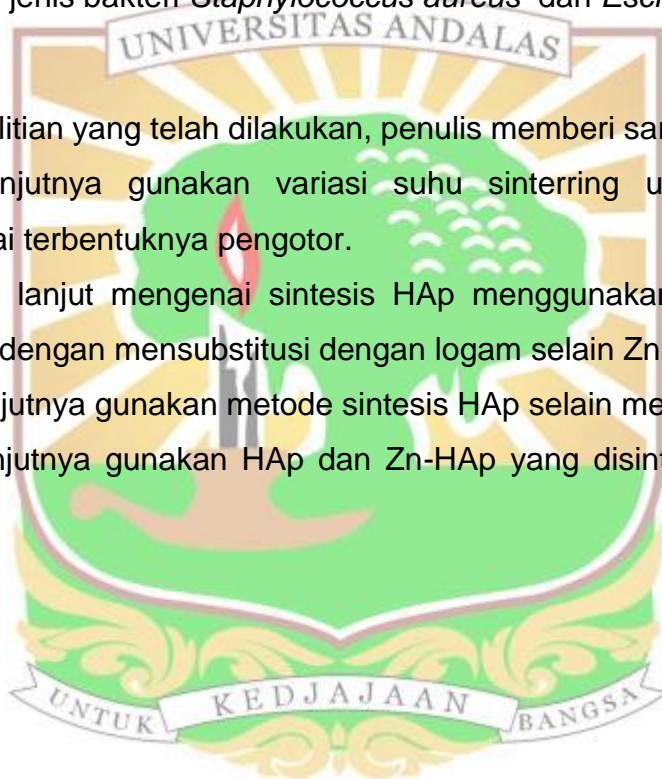 jenis bakteri Staphylococcus aureus dan Esch
UNIVERSITAS ANDALAS
litian yang telah dilakukan, penulis memberi sar
njutnya gunakan variasi suhu sinterring u
ai terbentuknya pengotor.
lanjut mengenai sintesis HAp menggunakan
dengan mensubstitusi dengan logam selain Zn
jutnya gunakan metode sintesis HAp selain me
njutnya gunakan HAp dan Zn-HAp yang disint
UNTUK KEDJAJAAN BANGSA